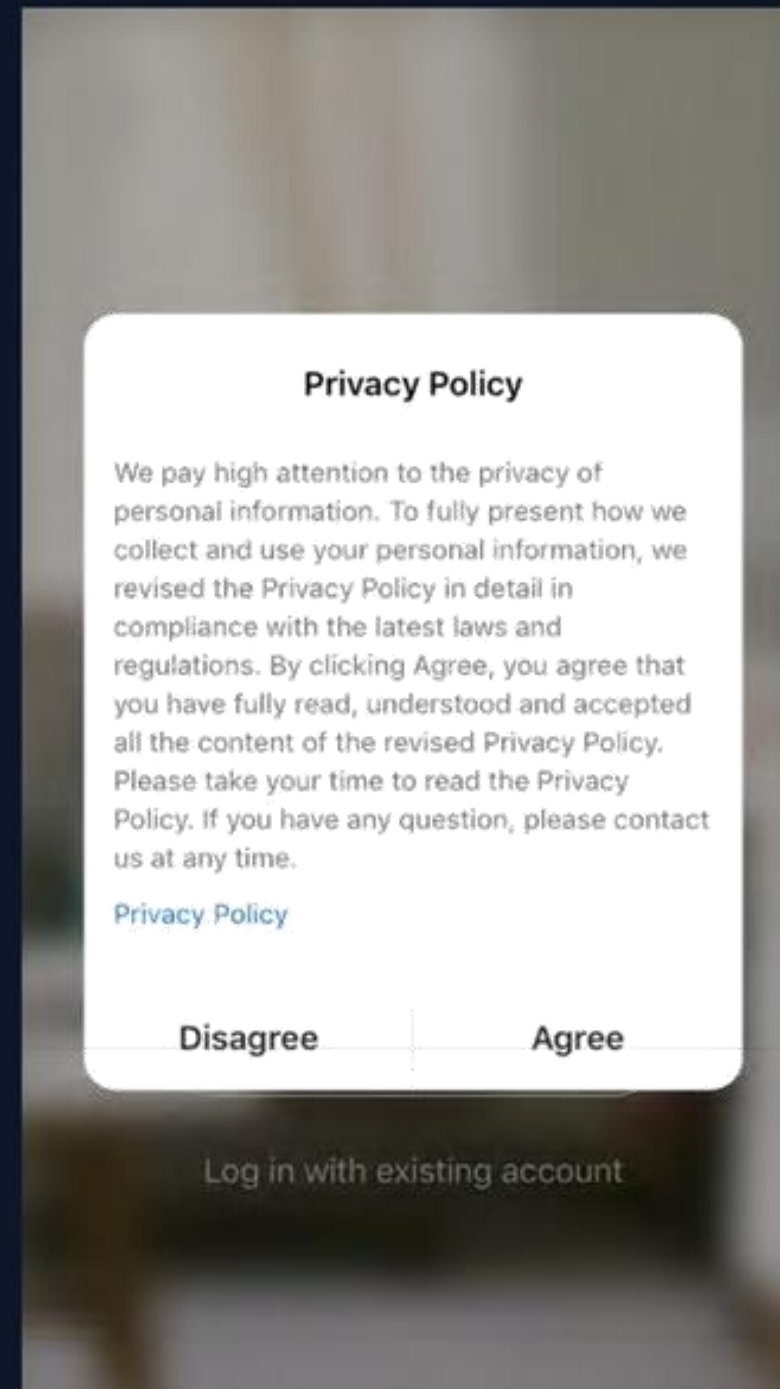 Privacy Policy
We pay high attention to the privacy of
personal information. To fully present how we
collect and use your personal information, we
revised the Privacy Policy in detail in
compliance with the latest laws and
regulations. By clicking Agree, you agree that
you have fully read, understood and accepted
all the content of the revised Privacy Policy.
Please take your time to read the Privacy
Policy. If you have any question, please contact
us at any time.
Privacy Policy
Disagree
Agree
Log in with existing account